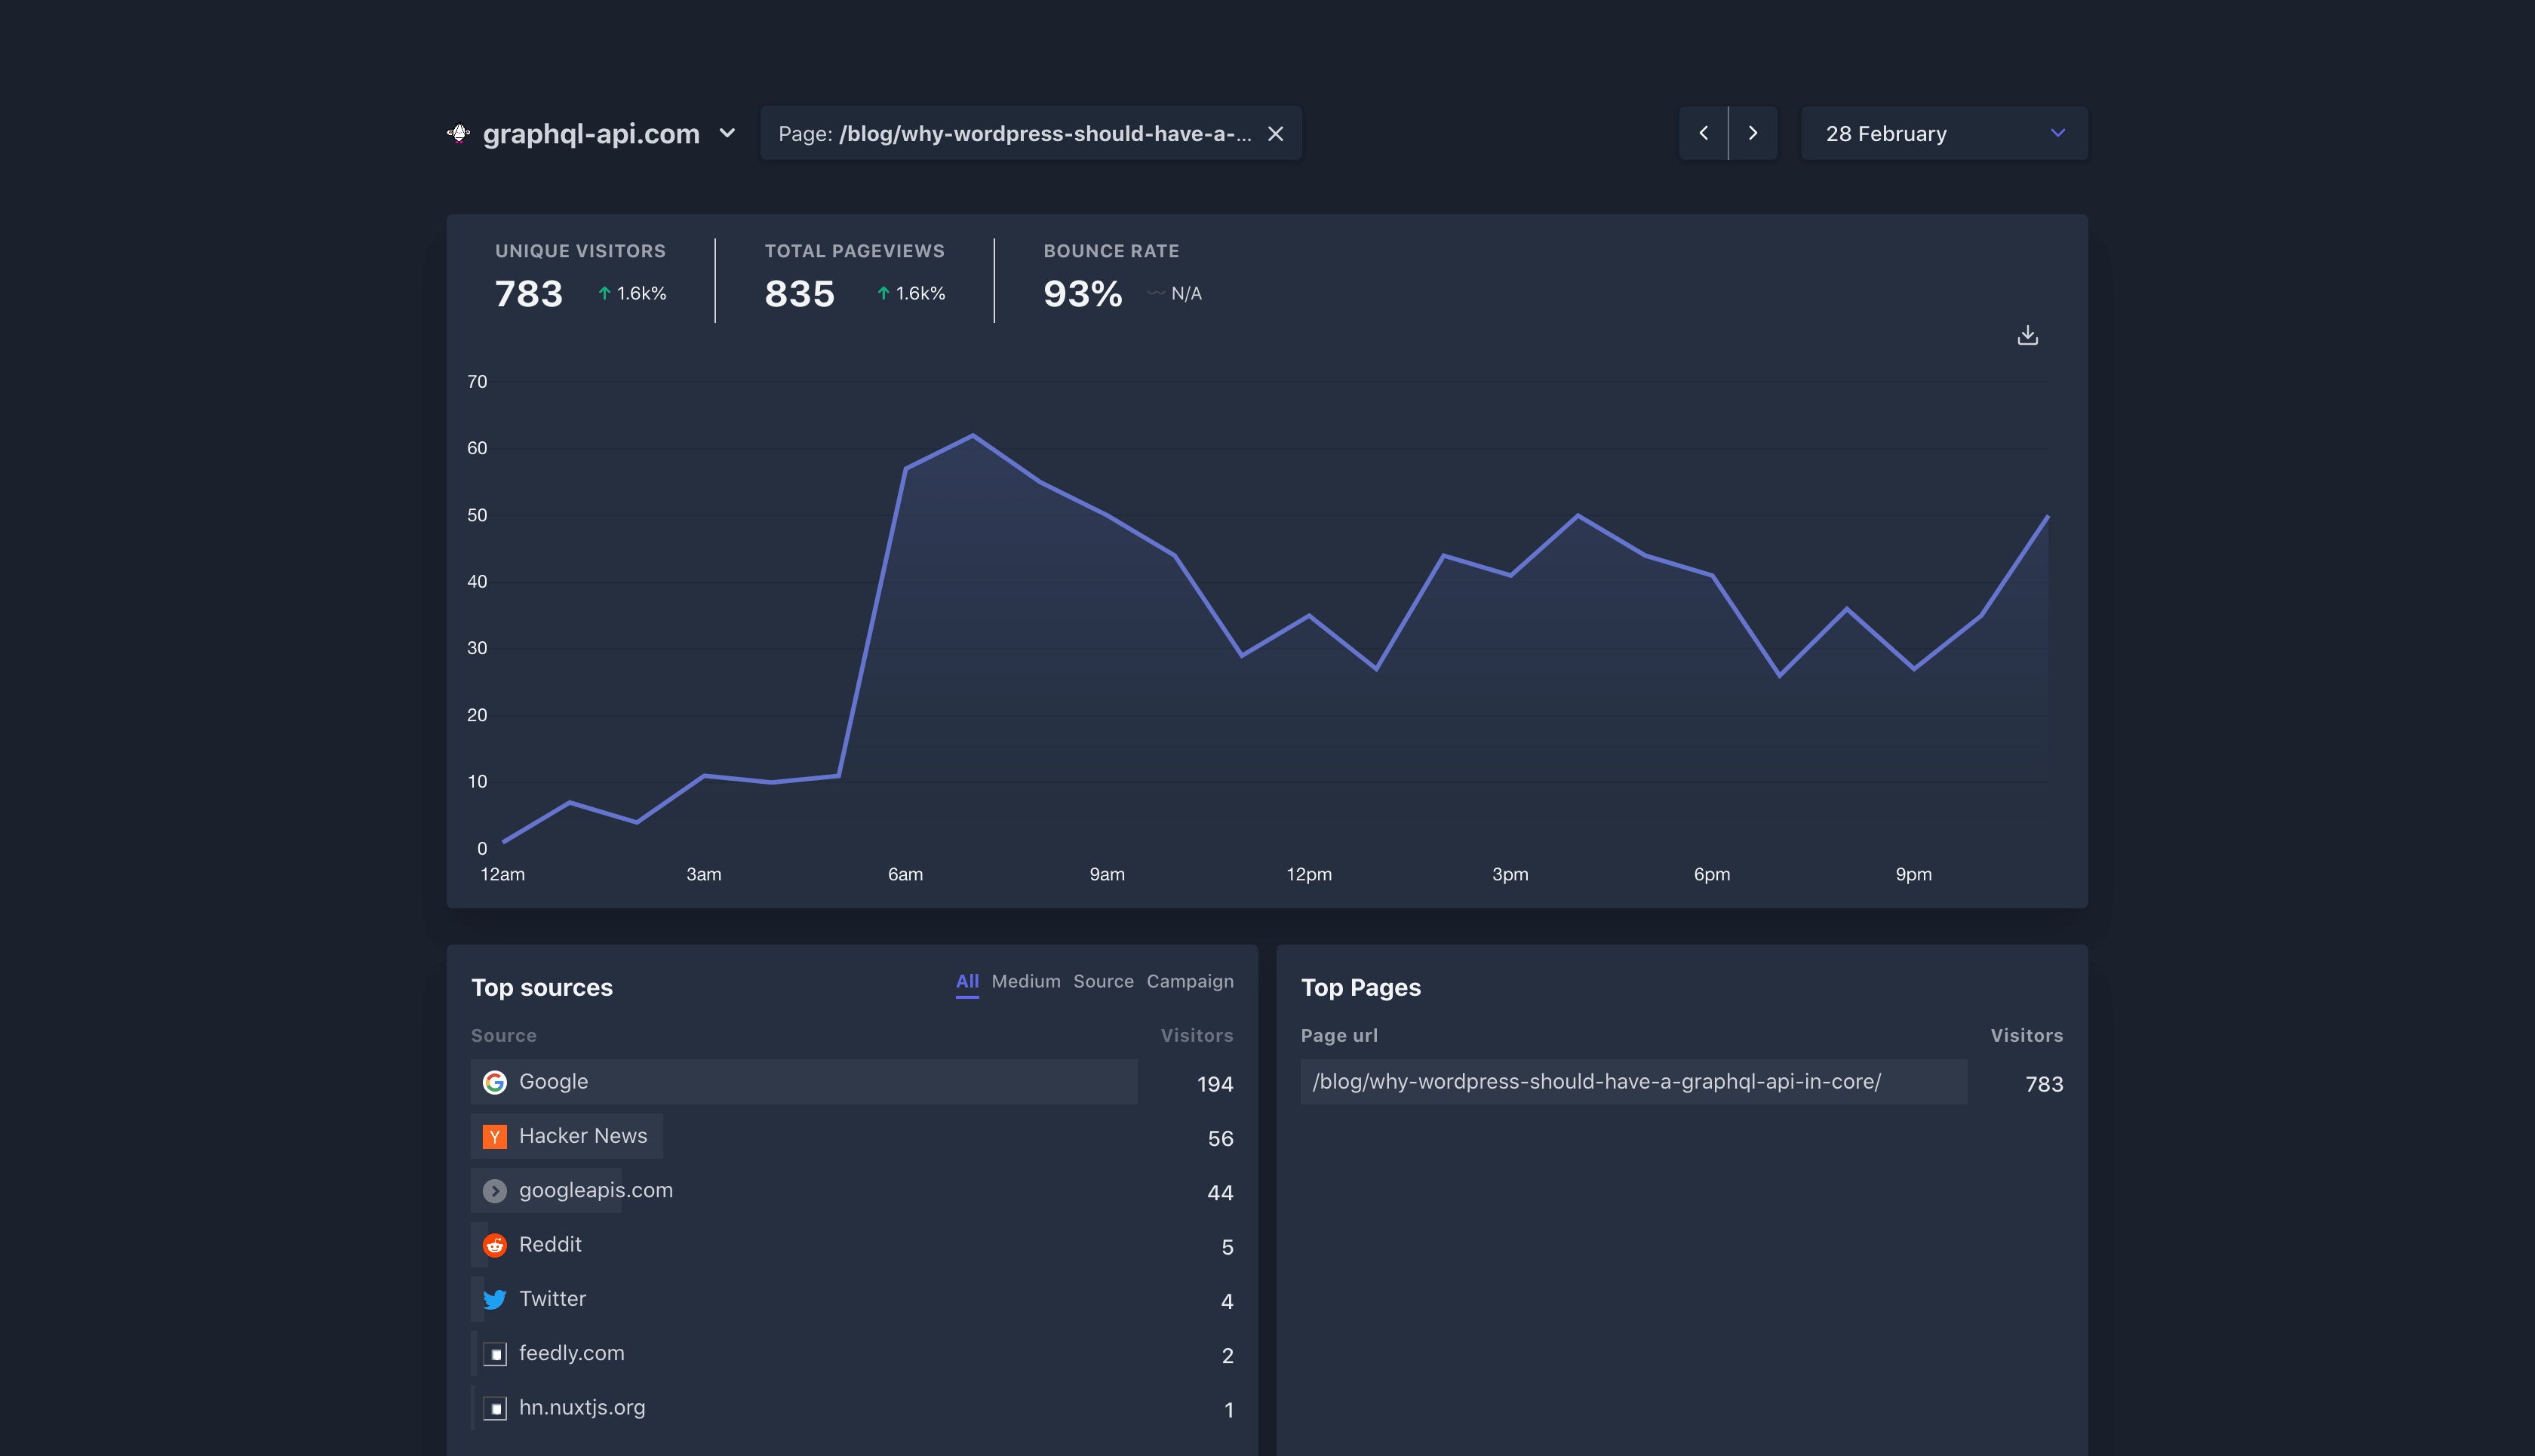 graphql-api.com
Page: /blog/why-wordpress-should-have-a-...
28 February
UNIQUE VISITORS
783 1.6k%
TOTAL PAGEVIEWS
835 1.6k%
BOUNCE RATE
93% N/A
70
60
50
40
30
20
10
0
12am 3am 6am 9am 12pm 3pm 6pm 9pm
Top sources
All Medium Source Campaign
Source Visitors
Google 194
Hacker News 56
googleapis.com 44
Reddit 5
Twitter 4
feedly.com 2
hn.nuxtjs.org 1
Top Pages
Page url Visitors
/blog/why-wordpress-should-have-a-graphql-api-in-core/ 783